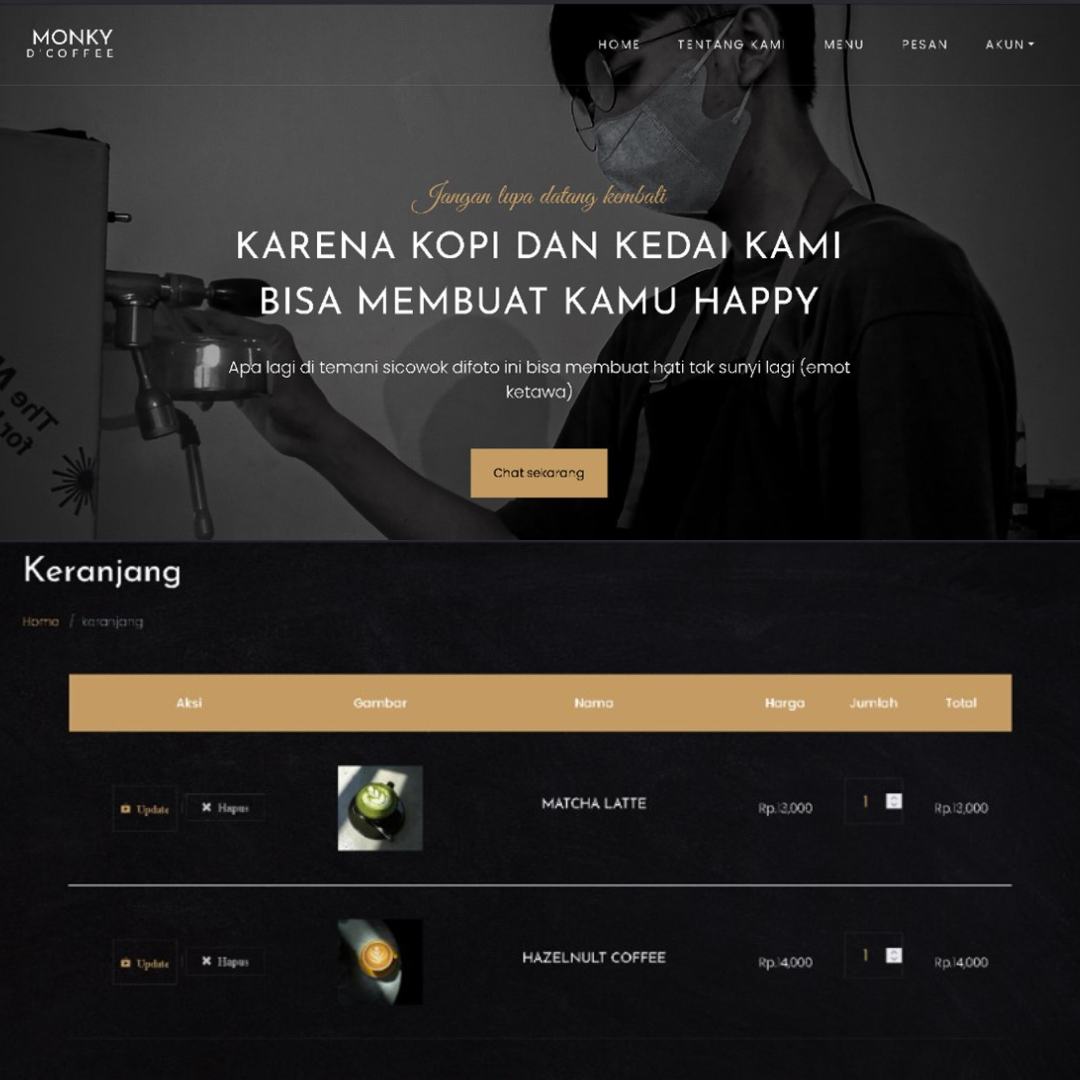 MONKY
D'COFFEE
HOME TENTANG KAMI MENU PESAN AKUN
Jangan lupa datang kembali
KARENA KOPI DAN KEDAI KAMI
BISA MEMBUAT KAMU HAPPY
Apa lagi di temani sicowok difoto ini bisa membuat hati tak sunyi lagi (emot
ketawa)
Chat sekarang
The
for
Keranjang
Home / keranjang
Aksi Gambar Nama Harga Jumlah Total
Update Hapus MATCHA LATTE Rp.13,000 1 Rp.13,000
Update Hapus HAZELNULT COFFEE Rp.14,000 1 Rp.14,000